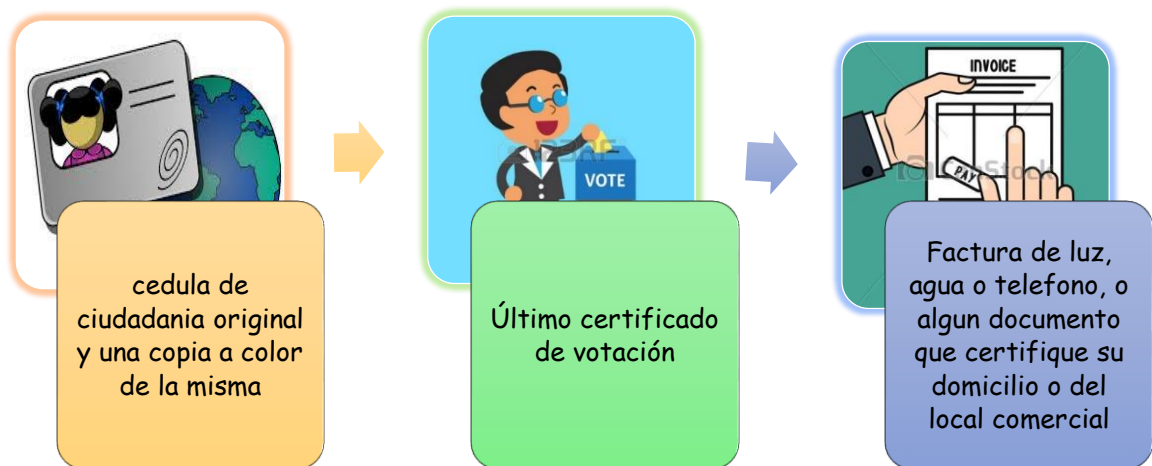 cedula de
ciudadania original
y una copia a color
de la misma
VOTE
Último certificado
de votación
INVOICE
PAY
Factura de luz,
agua o telefono, o
algun documento
que certifique su
domicilio o del
local comercial